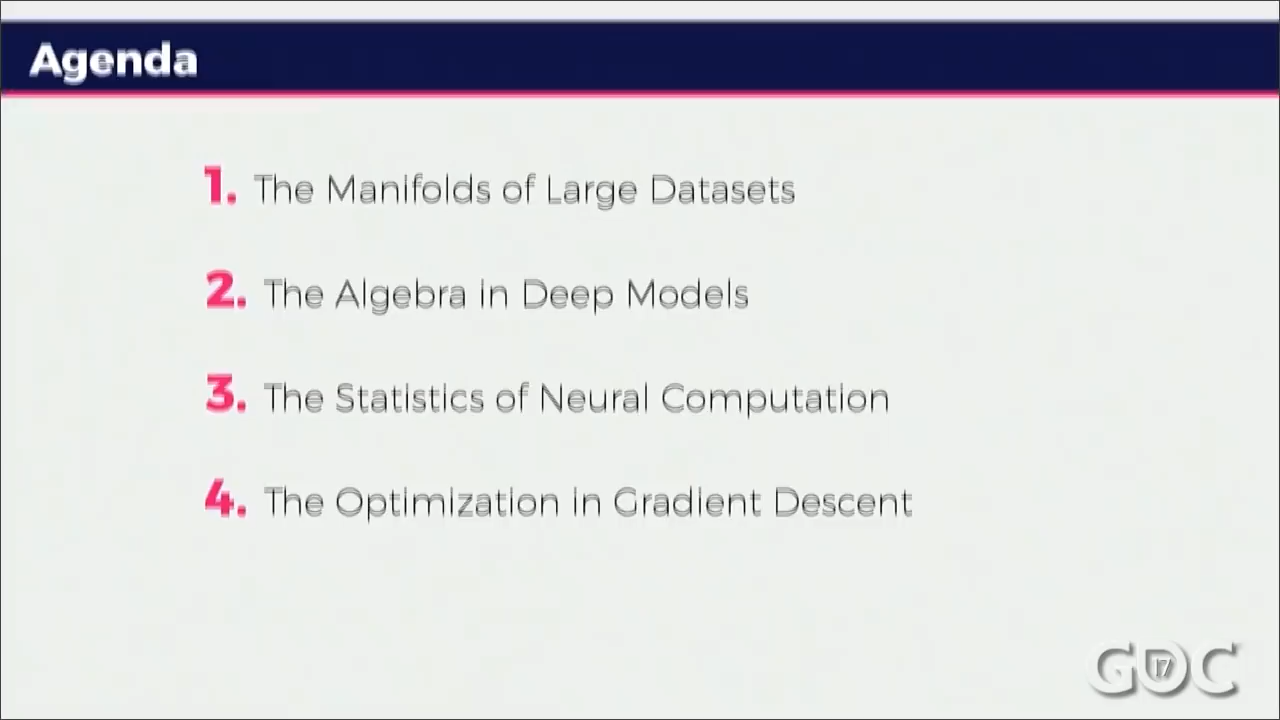 Agenda
1. The Manifolds of Large Datasets
2. The Algebra in Deep Models
3. The Statistics of Neural Computation
4. The Optimization in Gradient Descent
GDC 17